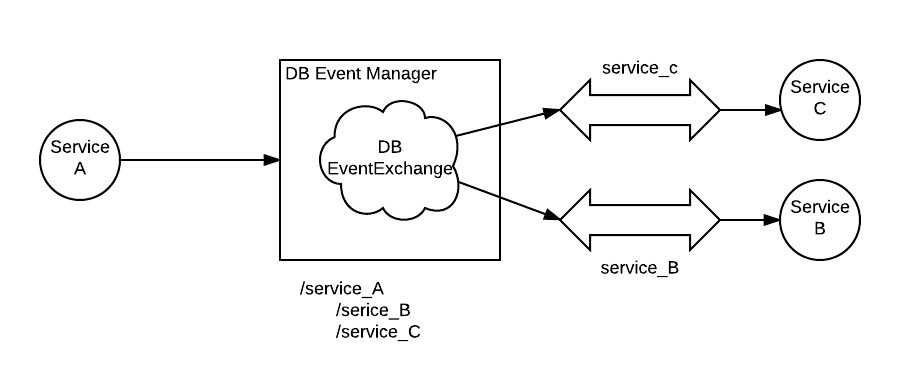 DB Event Manager
service_c
Service
C
Service
A
DB
EventExchange
Service
B
service_B
/service_A
/serice_B
/service_C